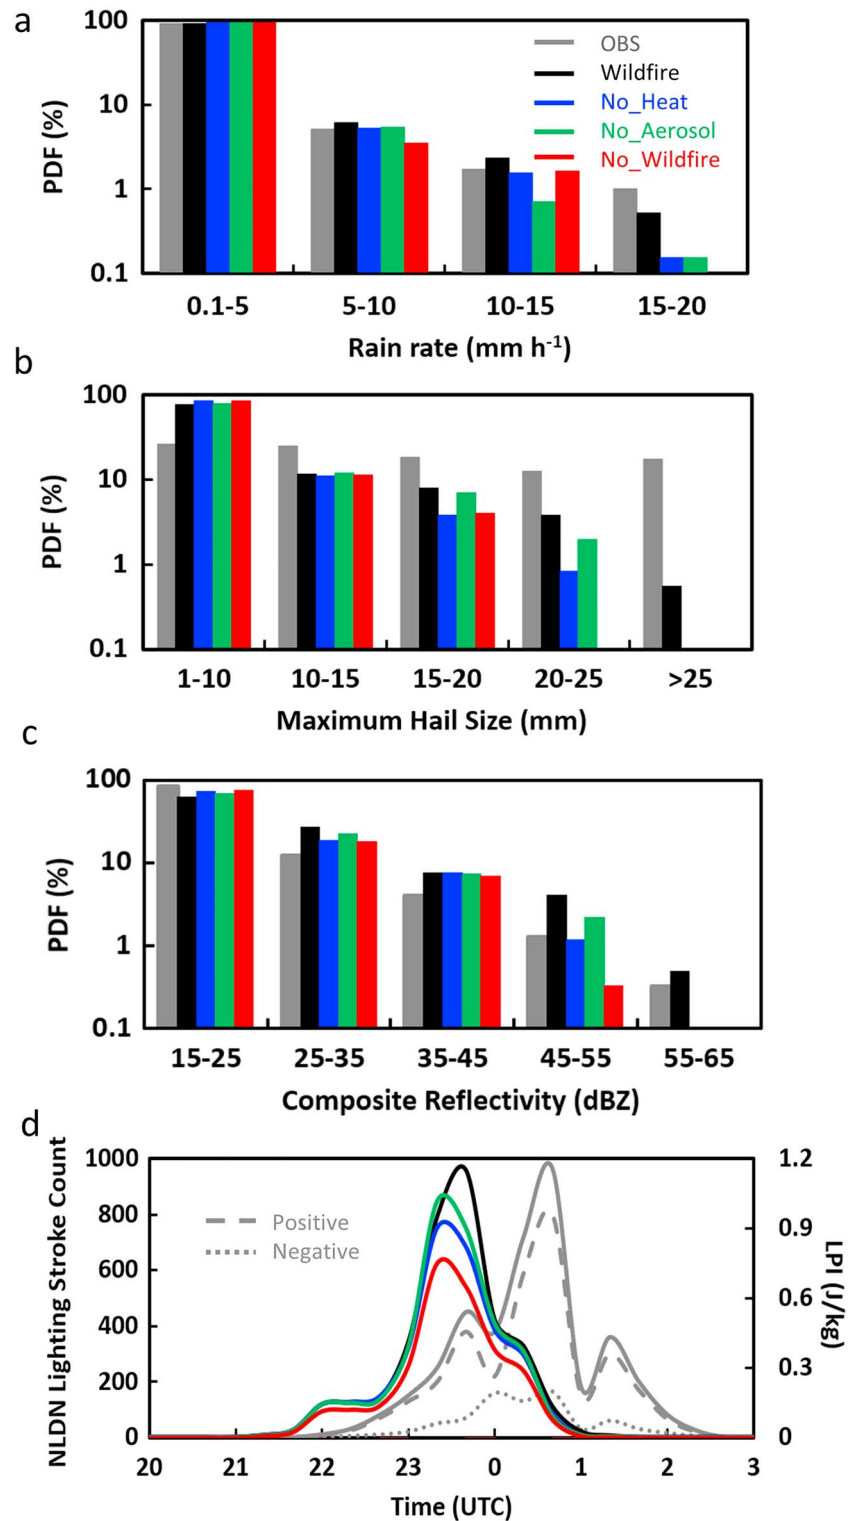 a
100
10
1
0.1
PDF (%)
OBS
Wildfire
No_Heat
No_Aerosol
No_Wildfire
0.1-5 5-10 10-15 15-20
Rain rate (mm h-1)
b
100
10
1
0.1
PDF (%)
1-10 10-15 15-20 20-25 >25
Maximum Hail Size (mm)
c
100
10
1
0.1
PDF (%)
15-25 25-35 35-45 45-55 55-65
Composite Reflectivity (dBZ)
d
NLDN Lighting Stroke Count
1000
800
600
400
200
0
Positive
Negative
1.2
0.9
0.6
0.3
0
LPI (J/kg)
20 21 22 23 0 1 2 3
Time (UTC)